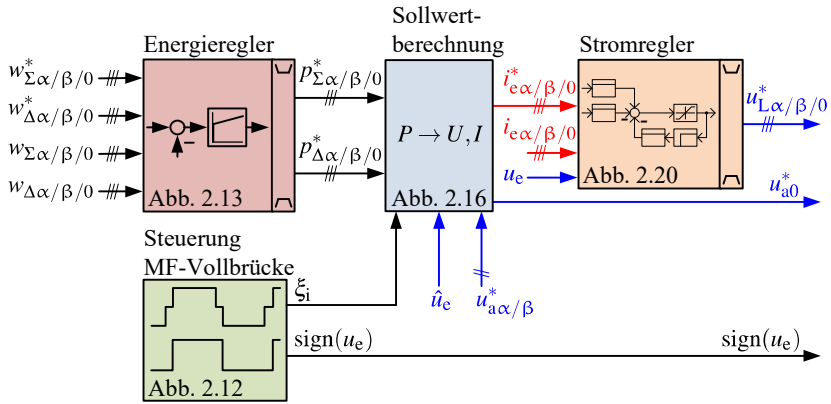 Sollwert-
berechnung
Energieregler
Stromregler
w*Σα/β/0
w*Δα/β/0
wΣα/β/0
wΔα/β/0
Abb. 2.13
p*Σα/β/0
p*Δα/β/0
P → U, I
Abb. 2.16
i*eα/β/0
ieα/β/0
ue
Abb. 2.20
u*Lα/β/0
u*a0
Steuerung
MF-Vollbrücke
ξi
ûe
u*aα/β
sign(ue)
sign(ue)
Abb. 2.12